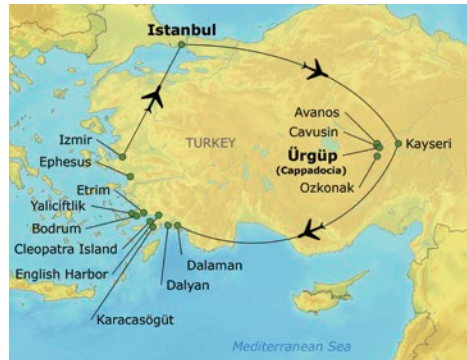 Istanbul
Avanos
Cavusin
Izmir
TURKEY
Kayseri
Ephesus
Ürgüp
(Cappadocia)
Etrim
Ozkonak
Yaliciftlik
Bodrum
Cleopatra Island
Dalaman
English Harbor
Dalyan
Karacasögüt
Mediterranean Sea